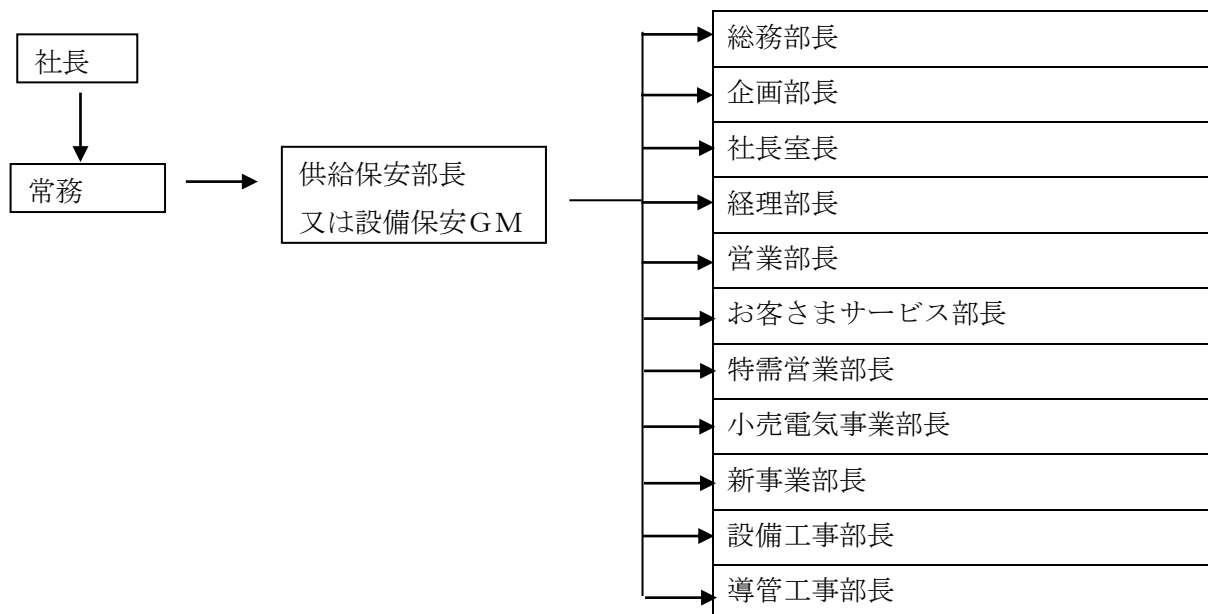 社長
常務
供給保安部長
又は設備保安ＧＭ
総務部長
企画部長
社長室長
経理部長
営業部長
お客さまサービス部長
特需営業部長
小売電気事業部長
新事業部長
設備工事部長
導管工事部長